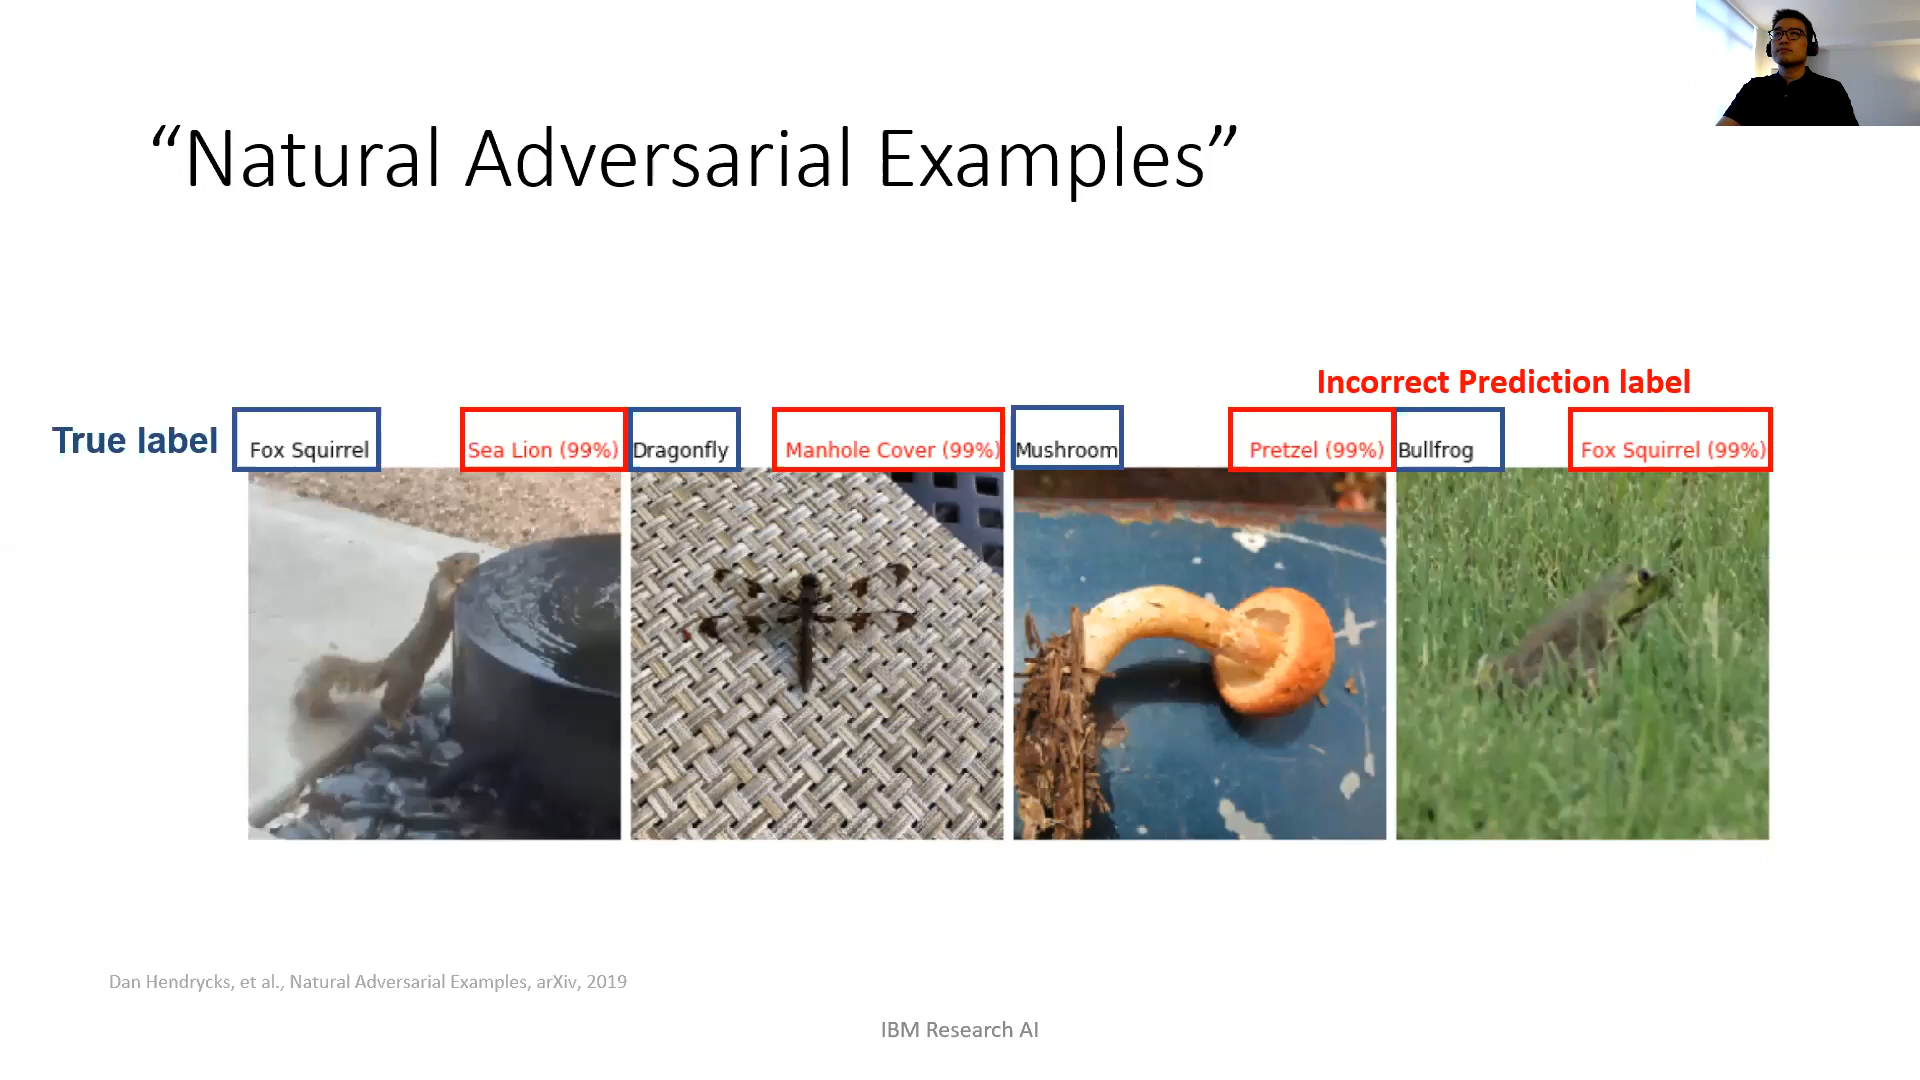 “Natural Adversarial Examples”
Incorrect Prediction label
True label
Fox Squirrel
Sea Lion (99%)
Dragonfly
Manhole Cover (99%)
Mushroom
Pretzel (99%)
Bullfrog
Fox Squirrel (99%)
Dan Hendrycks, et al., Natural Adversarial Examples, arXiv, 2019
IBM Research AI